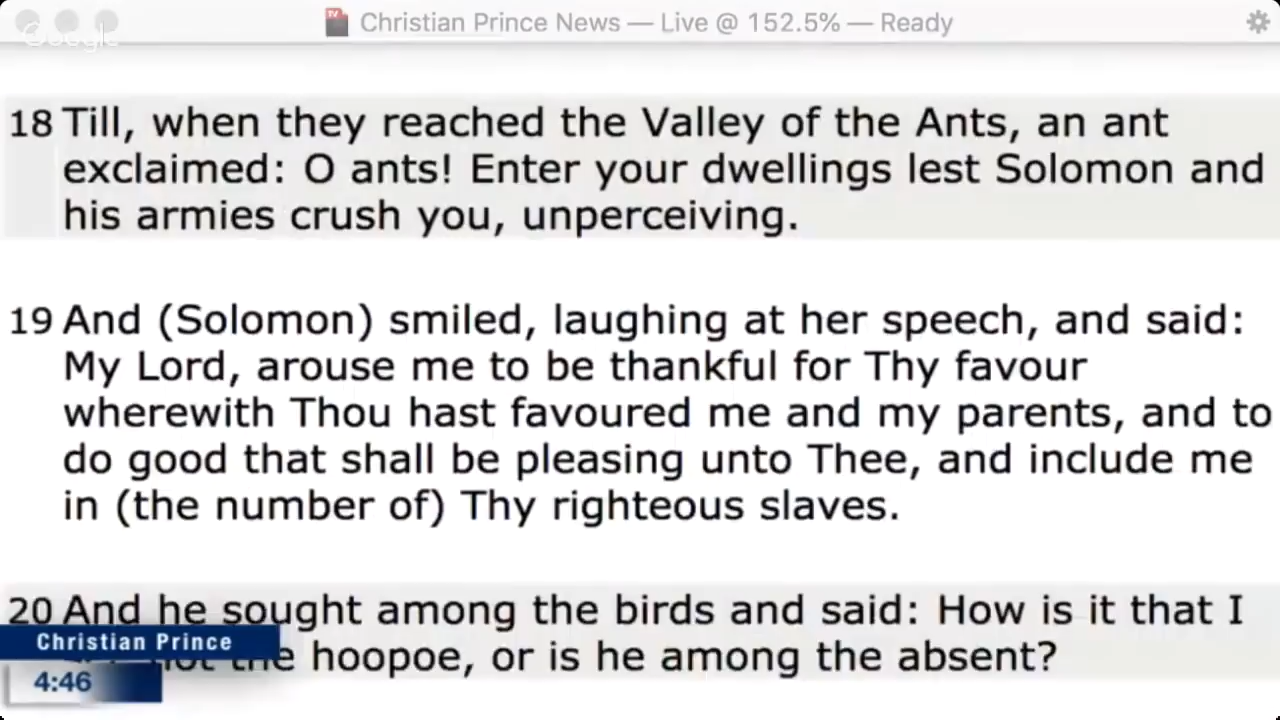 Christian Prince News — Live @ 152.5% — Ready
Google
18 Till, when they reached the Valley of the Ants, an ant
exclaimed: O ants! Enter your dwellings lest Solomon and
his armies crush you, unperceiving.
19 And (Solomon) smiled, laughing at her speech, and said:
My Lord, arouse me to be thankful for Thy favour
wherewith Thou hast favoured me and my parents, and to
do good that shall be pleasing unto Thee, and include me
in (the number of) Thy righteous slaves.
20 And he sought among the birds and said: How is it that I
not the hoopoe, or is he among the absent?
Christian Prince
4:46